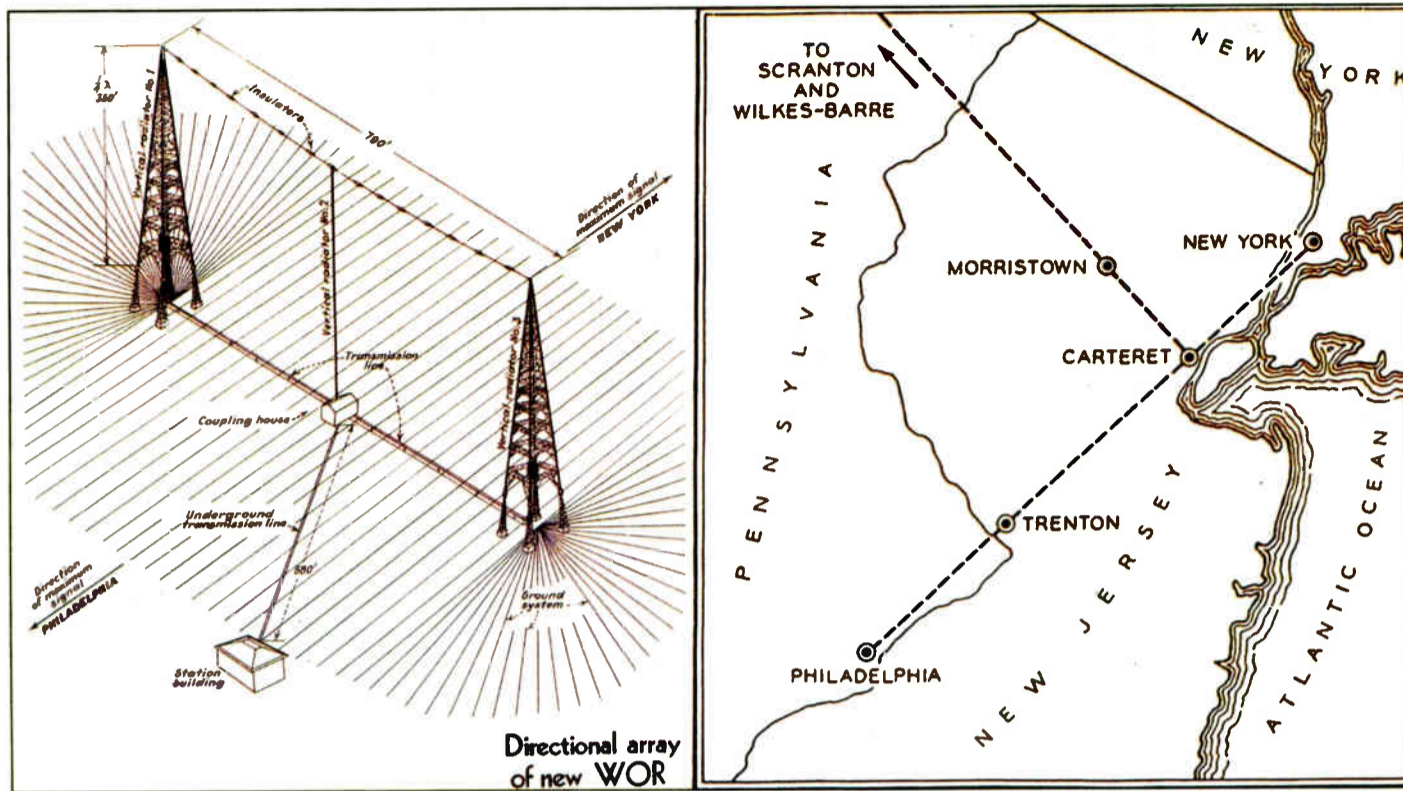 ½ λ
380'
Vertical radiator No.1
Insulators
790'
Vertical radiator No.2
Direction of
maximum signal
NEW YORK
Vertical radiator No.3
Transmission
line
Coupling house
Underground
transmission line
580'
Direction
of maximum
signal
PHILADELPHIA
Ground
system
Station
building
Directional array
of new WOR
TO
SCRANTON
AND
WILKES-BARRE
NEW YORK
PENNSYLVANIA
NEW YORK
MORRISTOWN
CARTERET
TRENTON
PHILADELPHIA
NEW JERSEY
ATLANTIC OCEAN